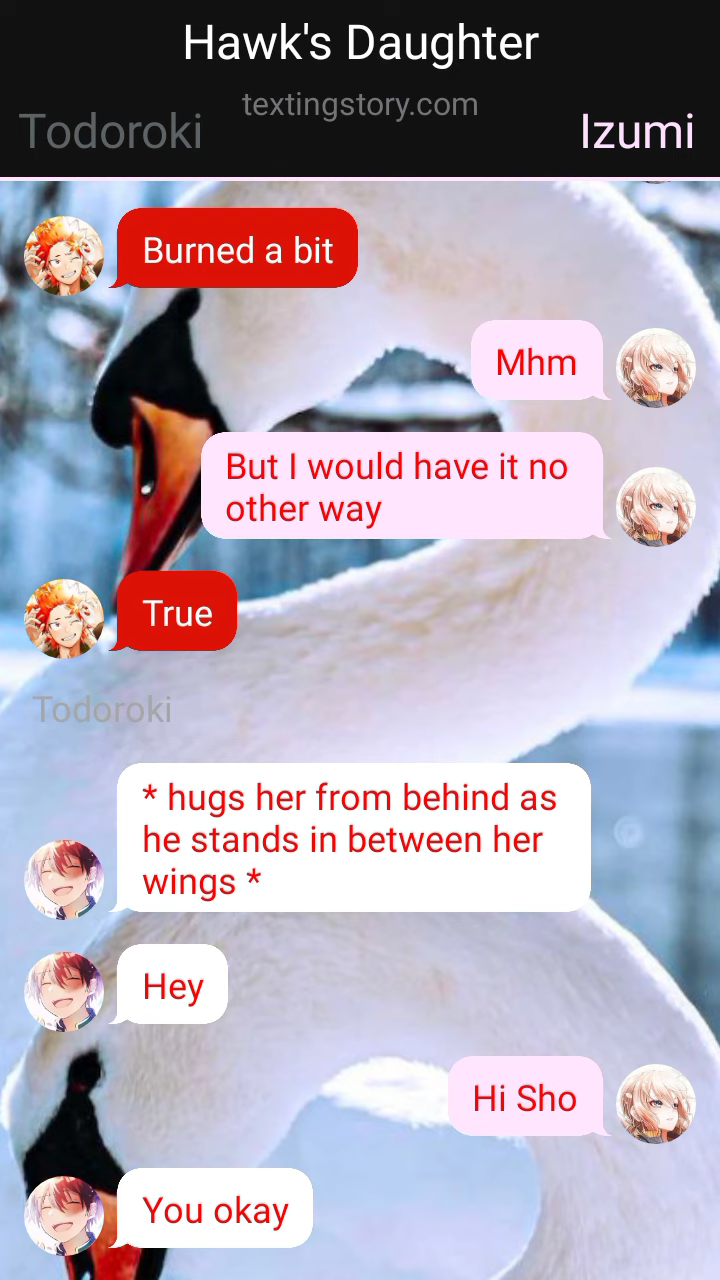 Hawk's Daughter
textingstory.com
Todoroki
Izumi
Burned a bit
Mhm
But I would have it no
other way
True
Todoroki
* hugs her from behind as
he stands in between her
wings *
Hey
Hi Sho
You okay